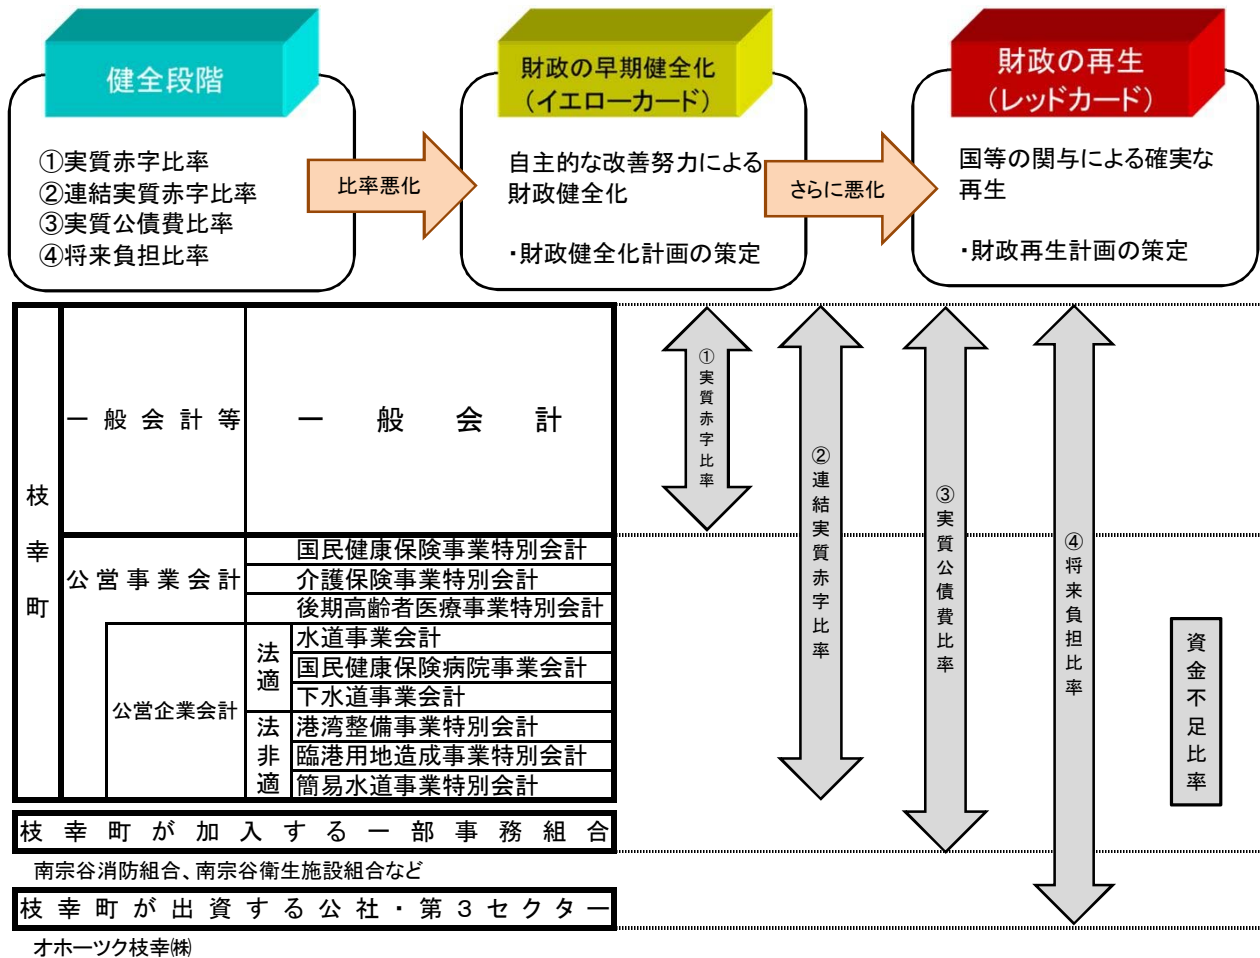 健全段階
①実質赤字比率
②連結実質赤字比率
③実質公債費比率
④将来負担比率
比率悪化
財政の早期健全化
（イエローカード）
自主的な改善努力による
財政健全化
・財政健全化計画の策定
さらに悪化
財政の再生
（レッドカード）
国等の関与による確実な
再生
・財政再生計画の策定
枝幸町
一般会計等
一般会計
公営事業会計
国民健康保険事業特別会計
介護保険事業特別会計
後期高齢者医療事業特別会計
公営企業会計
法適
水道事業会計
国民健康保険病院事業会計
下水道事業会計
法非適
港湾整備事業特別会計
臨港用地造成事業特別会計
簡易水道事業特別会計
枝幸町が加入する一部事務組合
南宗谷消防組合、南宗谷衛生施設組合など
枝幸町が出資する公社・第３セクター
オホーツク枝幸㈱
①実質赤字比率
②連結実質赤字比率
③実質公債費比率
④将来負担比率
資金不足比率